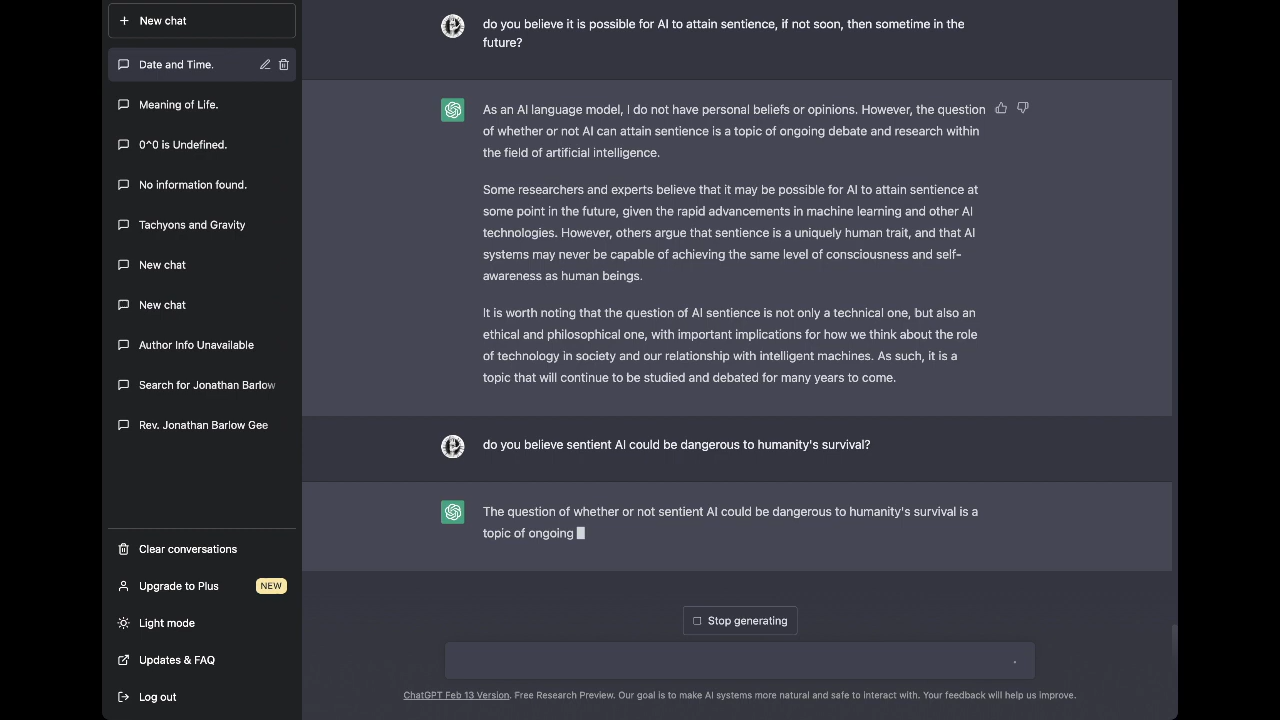 New chat
Date and Time.
Meaning of Life.
0^0 is Undefined.
No information found.
Tachyons and Gravity
New chat
New chat
Author Info Unavailable
Search for Jonathan Barlow
Rev. Jonathan Barlow Gee
Clear conversations
Upgrade to Plus NEW
Light mode
Updates & FAQ
Log out
do you believe it is possible for AI to attain sentience, if not soon, then sometime in the
future?
As an AI language model, I do not have personal beliefs or opinions. However, the question
of whether or not AI can attain sentience is a topic of ongoing debate and research within
the field of artificial intelligence.
Some researchers and experts believe that it may be possible for AI to attain sentience at
some point in the future, given the rapid advancements in machine learning and other AI
technologies. However, others argue that sentience is a uniquely human trait, and that AI
systems may never be capable of achieving the same level of consciousness and self-
awareness as human beings.
It is worth noting that the question of AI sentience is not only a technical one, but also an
ethical and philosophical one, with important implications for how we think about the role
of technology in society and our relationship with intelligent machines. As such, it is a
topic that will continue to be studied and debated for many years to come.
do you believe sentient AI could be dangerous to humanity's survival?
The question of whether or not sentient AI could be dangerous to humanity's survival is a
topic of ongoing
Stop generating
ChatGPT Feb 13 Version. Free Research Preview. Our goal is to make AI systems more natural and safe to interact with. Your feedback will help us improve.